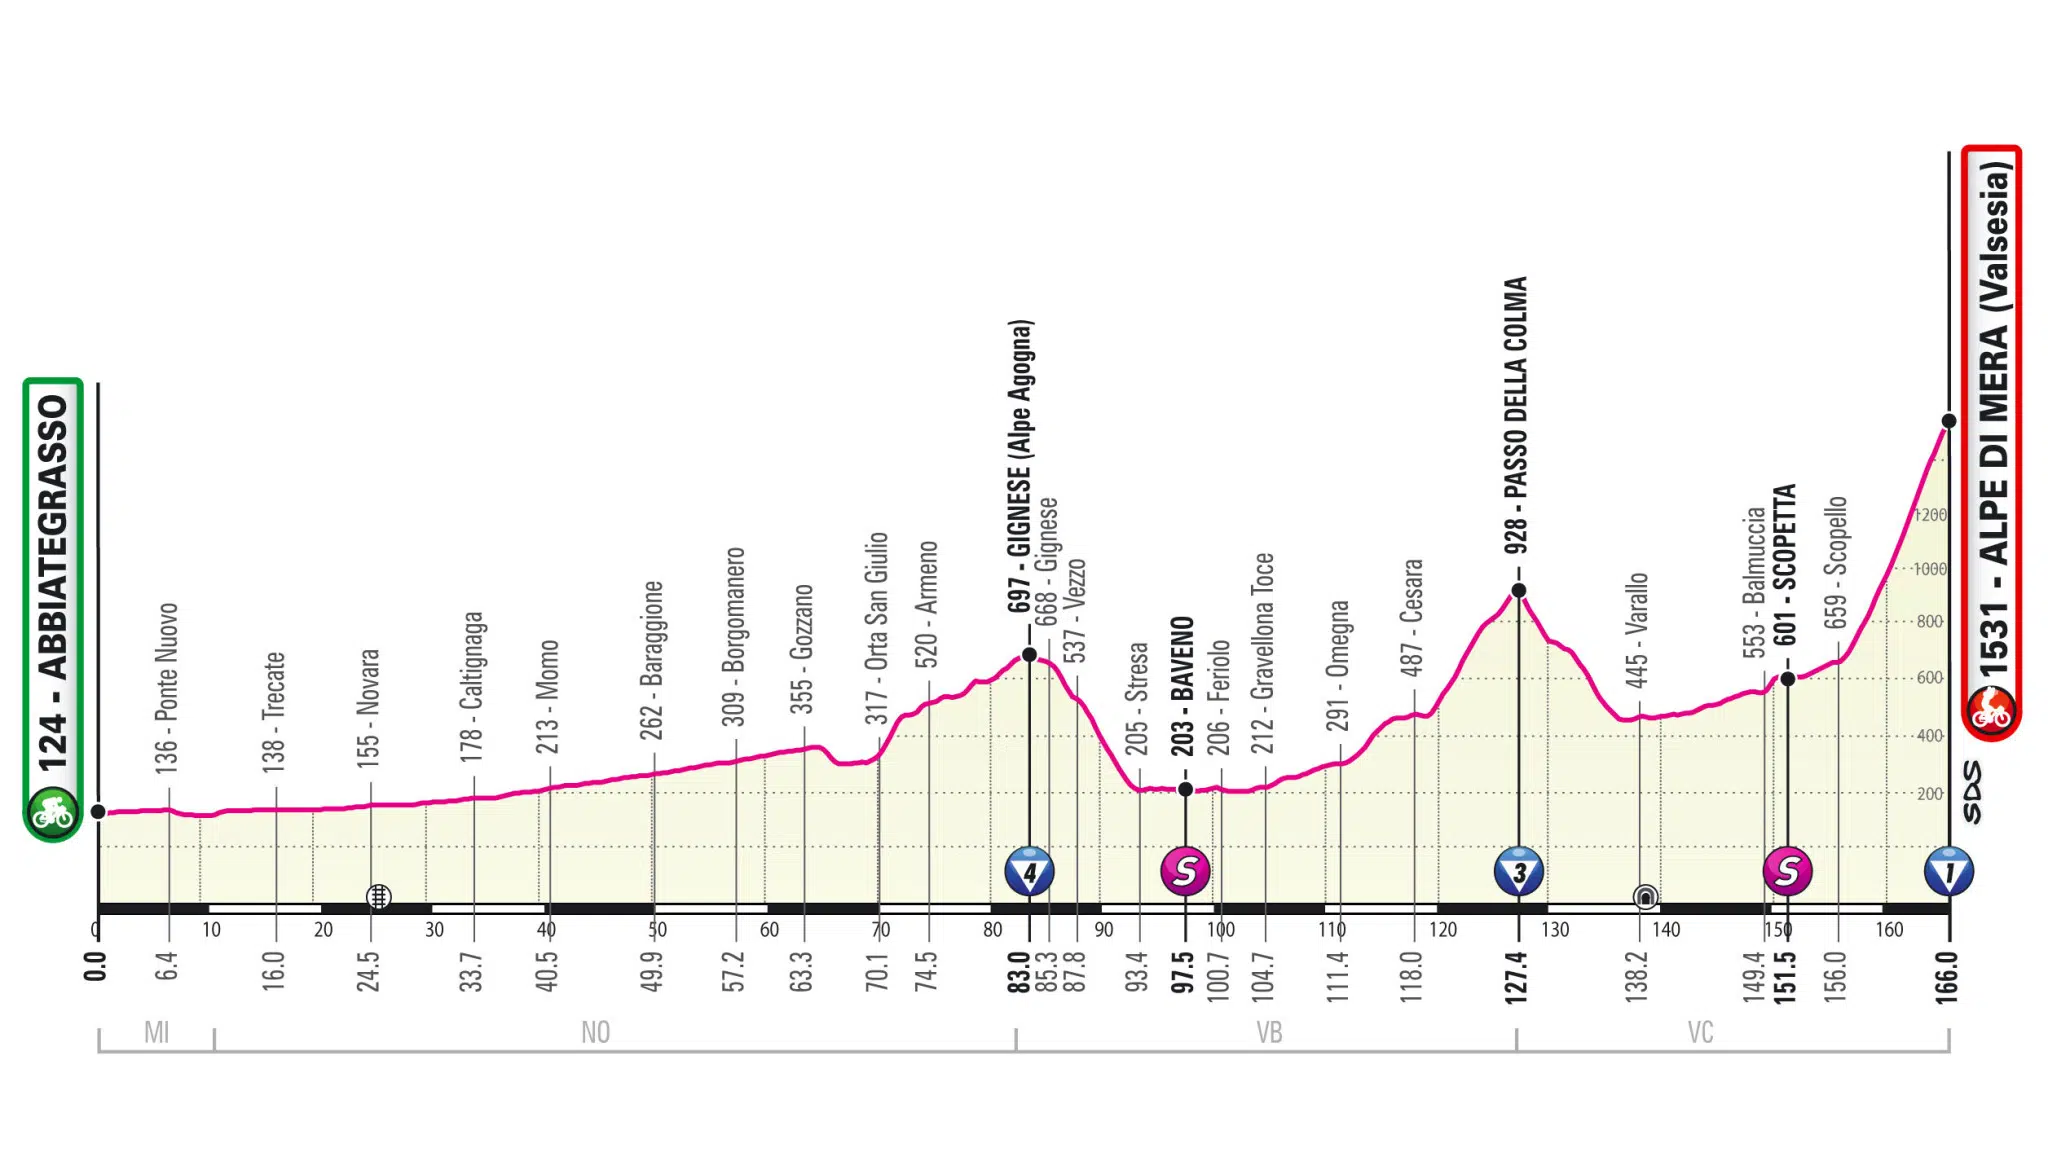 124 - ABBIATEGRASSO
136 - Ponte Nuovo
138 - Trecate
155 - Novara
178 - Caltignaga
213 - Momo
262 - Baraggione
309 - Borgomanero
355 - Gozzano
317 - Orta San Giulio
520 - Armeno
697 - GIGNESE (Alpe Agogna)
668 - Gignese
537 - Vezzo
205 - Stresa
203 - BAVENO
206 - Feriolo
212 - Gravellona Toce
291 - Omegna
487 - Cesara
928 - PASSO DELLA COLMA
445 - Varallo
553 - Balmuccia
601 - SCOPETTA
659 - Scopello
1531 - ALPE DI MERA (Valsesia)
1200
1000
800
600
400
200
SDS
4
S
3
S
1
0 10 20 30 40 50 60 70 80 90 100 110 120 130 140 150 160
0.0 6.4 16.0 24.5 33.7 40.5 49.9 57.2 63.3 70.1 74.5 83.0 85.3 87.8 93.4 97.5 100.7 104.7 111.4 118.0 127.4 138.2 149.4 151.5 156.0 166.0
MI NO VB VC